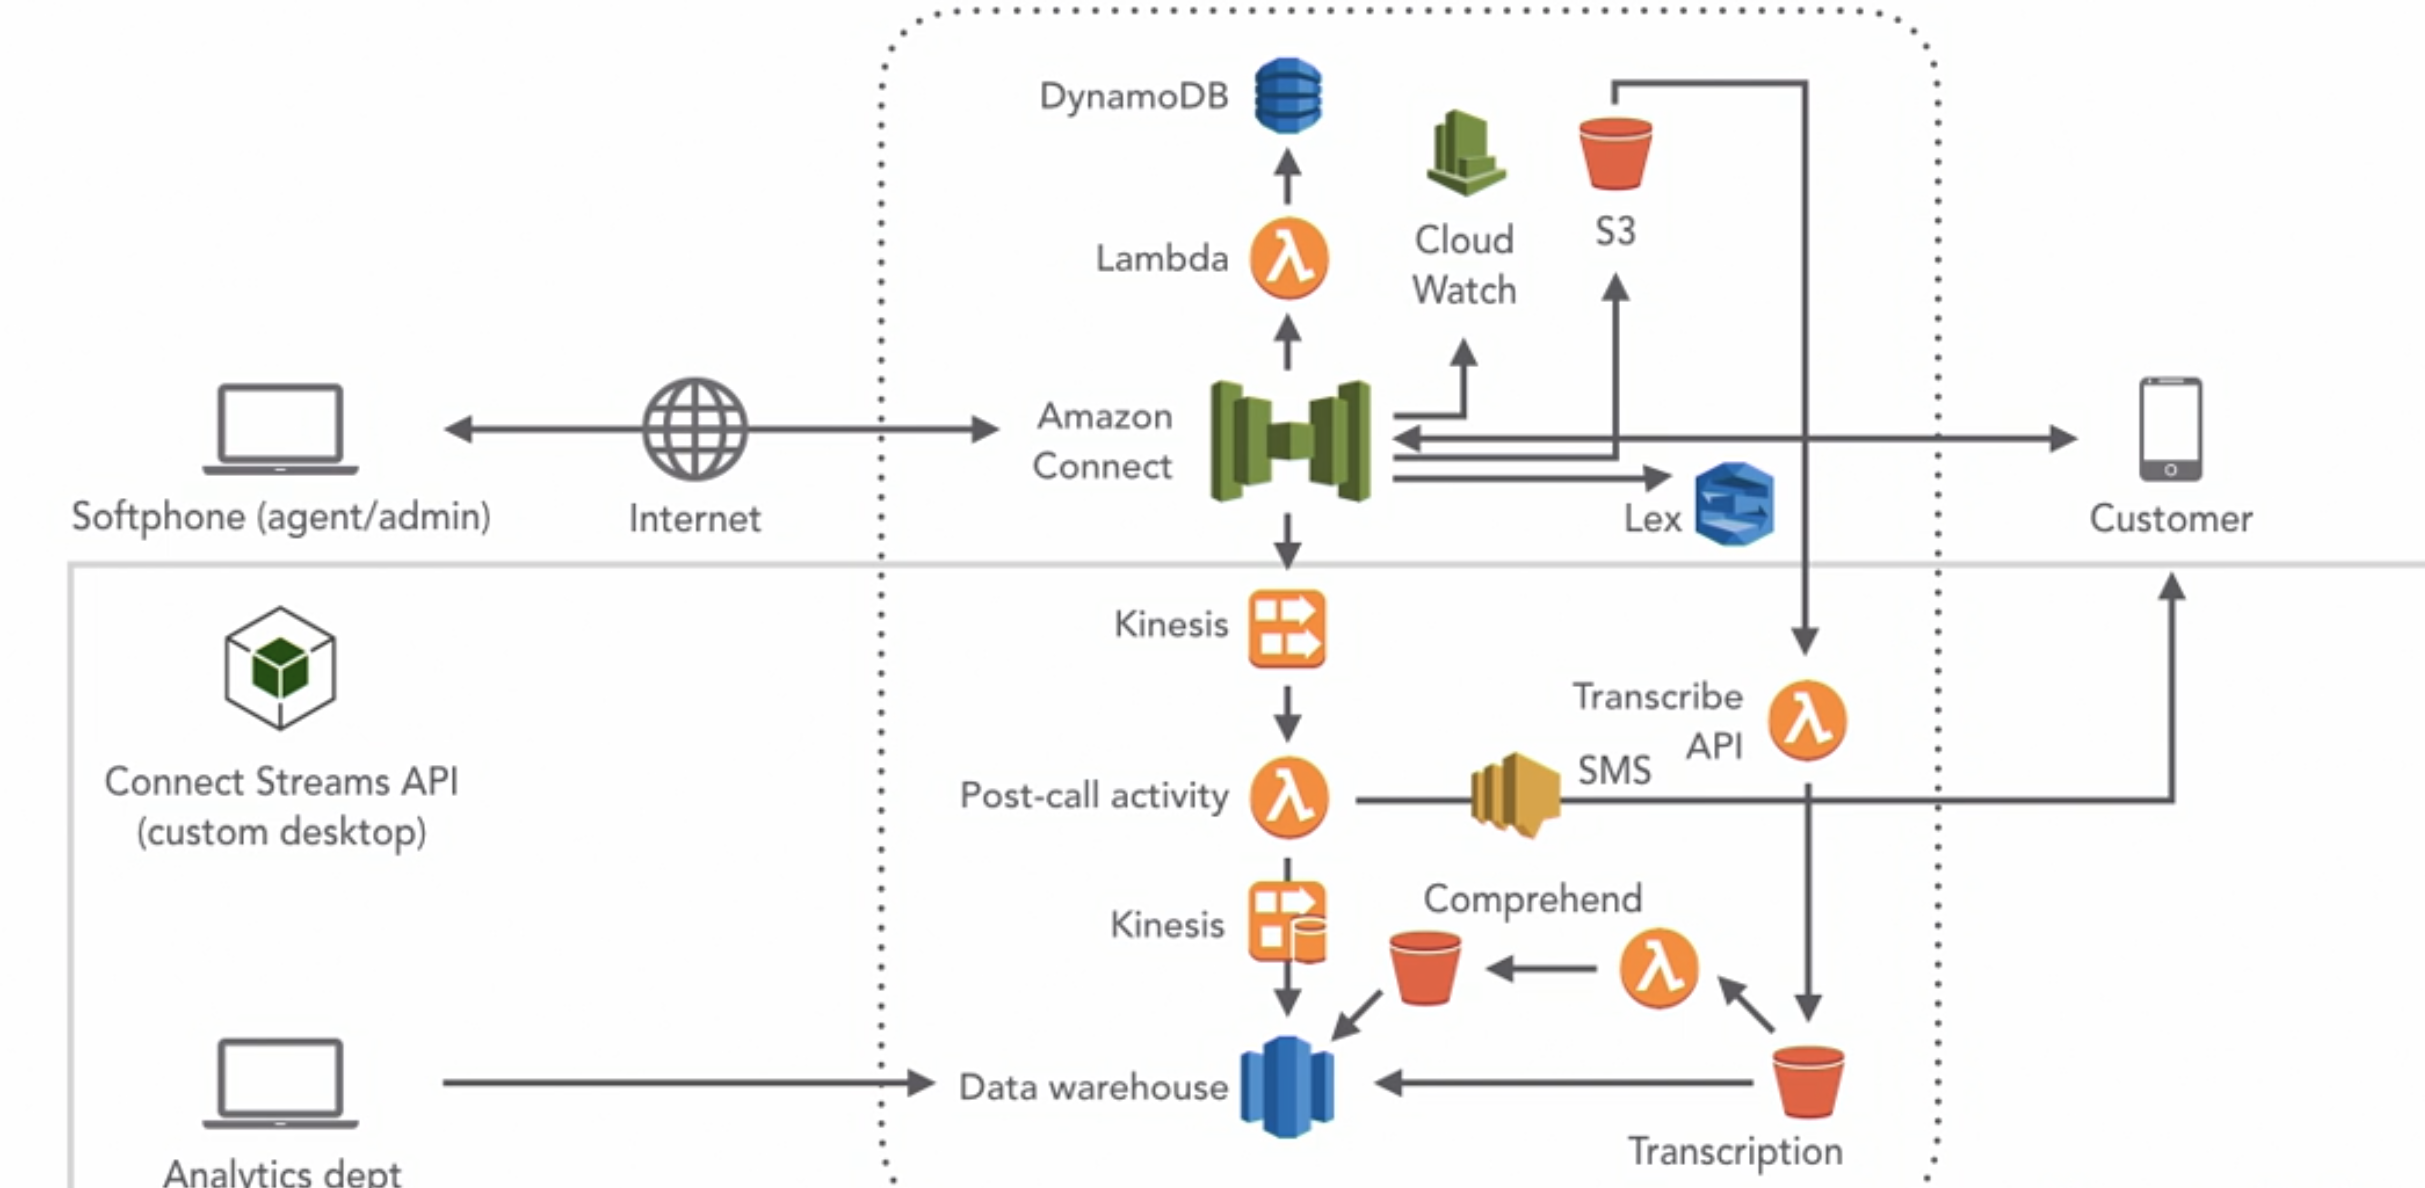 DynamoDB
Lambda
Cloud
Watch
S3
Amazon
Connect
Lex
Softphone (agent/admin)
Internet
Customer
Kinesis
Connect Streams API
(custom desktop)
Transcribe
API
SMS
Post-call activity
Comprehend
Kinesis
Data warehouse
Transcription
Analytics dept